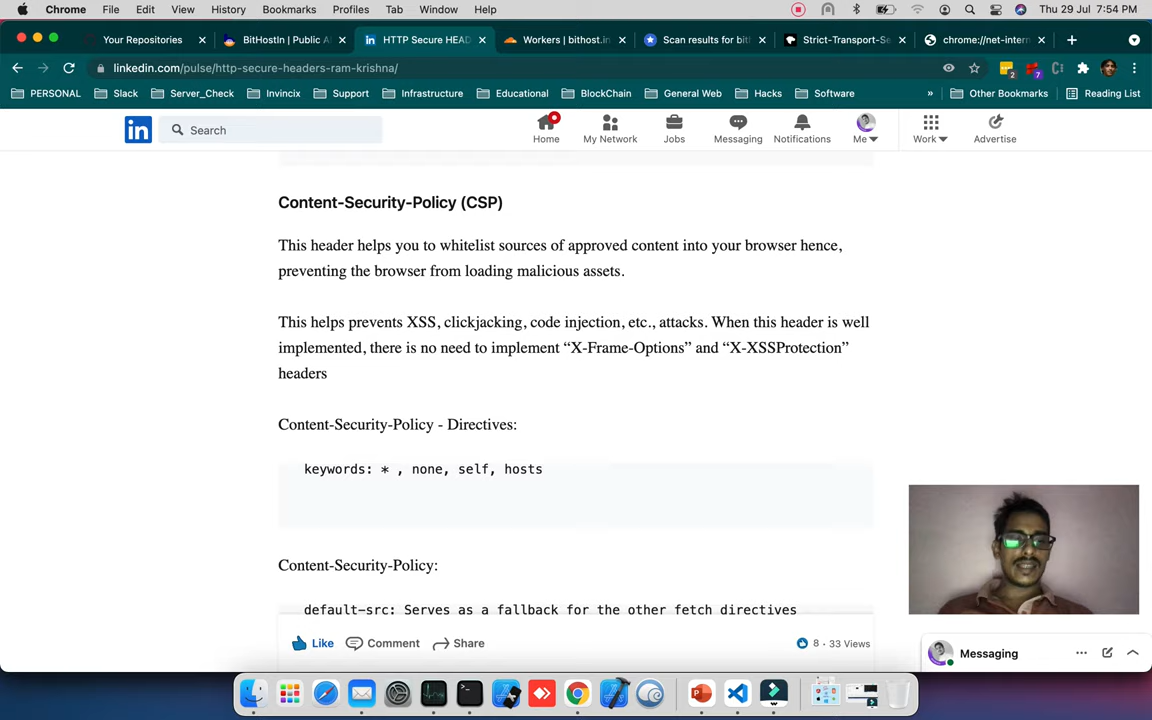 Chrome File Edit View History Bookmarks Profiles Tab Window Help Thu 29 Jul 7:54 PM
Your Repositories BitHostIn | Public A HTTP Secure HEAD Workers | bithost.in Scan results for bit Strict-Transport-Se chrome://net-intern
linkedin.com/pulse/http-secure-headers-ram-krishna/ 2 7
PERSONAL Slack Server_Check Invincix Support Infrastructure Educational BlockChain General Web Hacks Software » Other Bookmarks Reading List
in Search Home My Network Jobs Messaging Notifications Me Work Advertise
Content-Security-Policy (CSP)
This header helps you to whitelist sources of approved content into your browser hence,
preventing the browser from loading malicious assets.
This helps prevents XSS, clickjacking, code injection, etc., attacks. When this header is well
implemented, there is no need to implement “X-Frame-Options” and “X-XSSProtection”
headers
Content-Security-Policy - Directives:
keywords: * , none, self, hosts
Content-Security-Policy:
default-src: Serves as a fallback for the other fetch directives
Like Comment Share 8 · 33 Views
Messaging